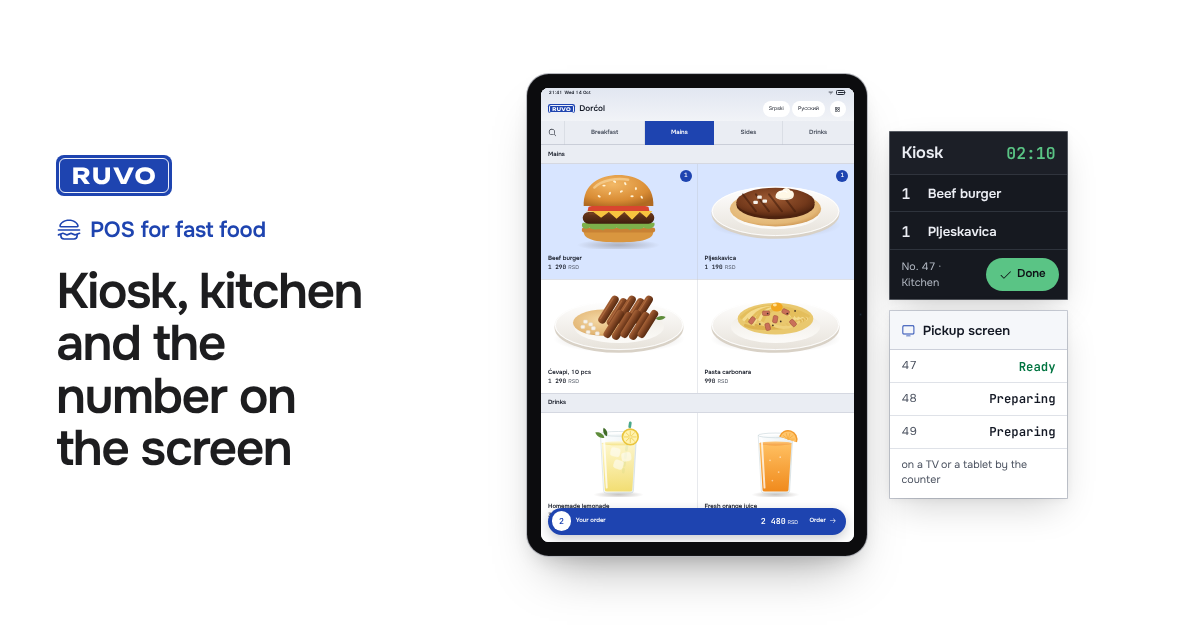 RUVO
POS for fast food
Kiosk, kitchen
and the
number on
the screen
21:41 Wed 14 Oct
RUVO Dorćol
Srpski
Русский
Breakfast
Mains
Sides
Drinks
Mains
1
Beef burger
1 290 RSD
1
Pljeskavica
1 190 RSD
Ćevapi, 10 pcs
1 290 RSD
Pasta carbonara
990 RSD
Drinks
Homemade lemonade
Fresh orange juice
2 Your order 2 480 RSD Order →
Kiosk 02:10
1 Beef burger
1 Pljeskavica
No. 47 ·
Kitchen
Done
Pickup screen
47 Ready
48 Preparing
49 Preparing
on a TV or a tablet by the
counter